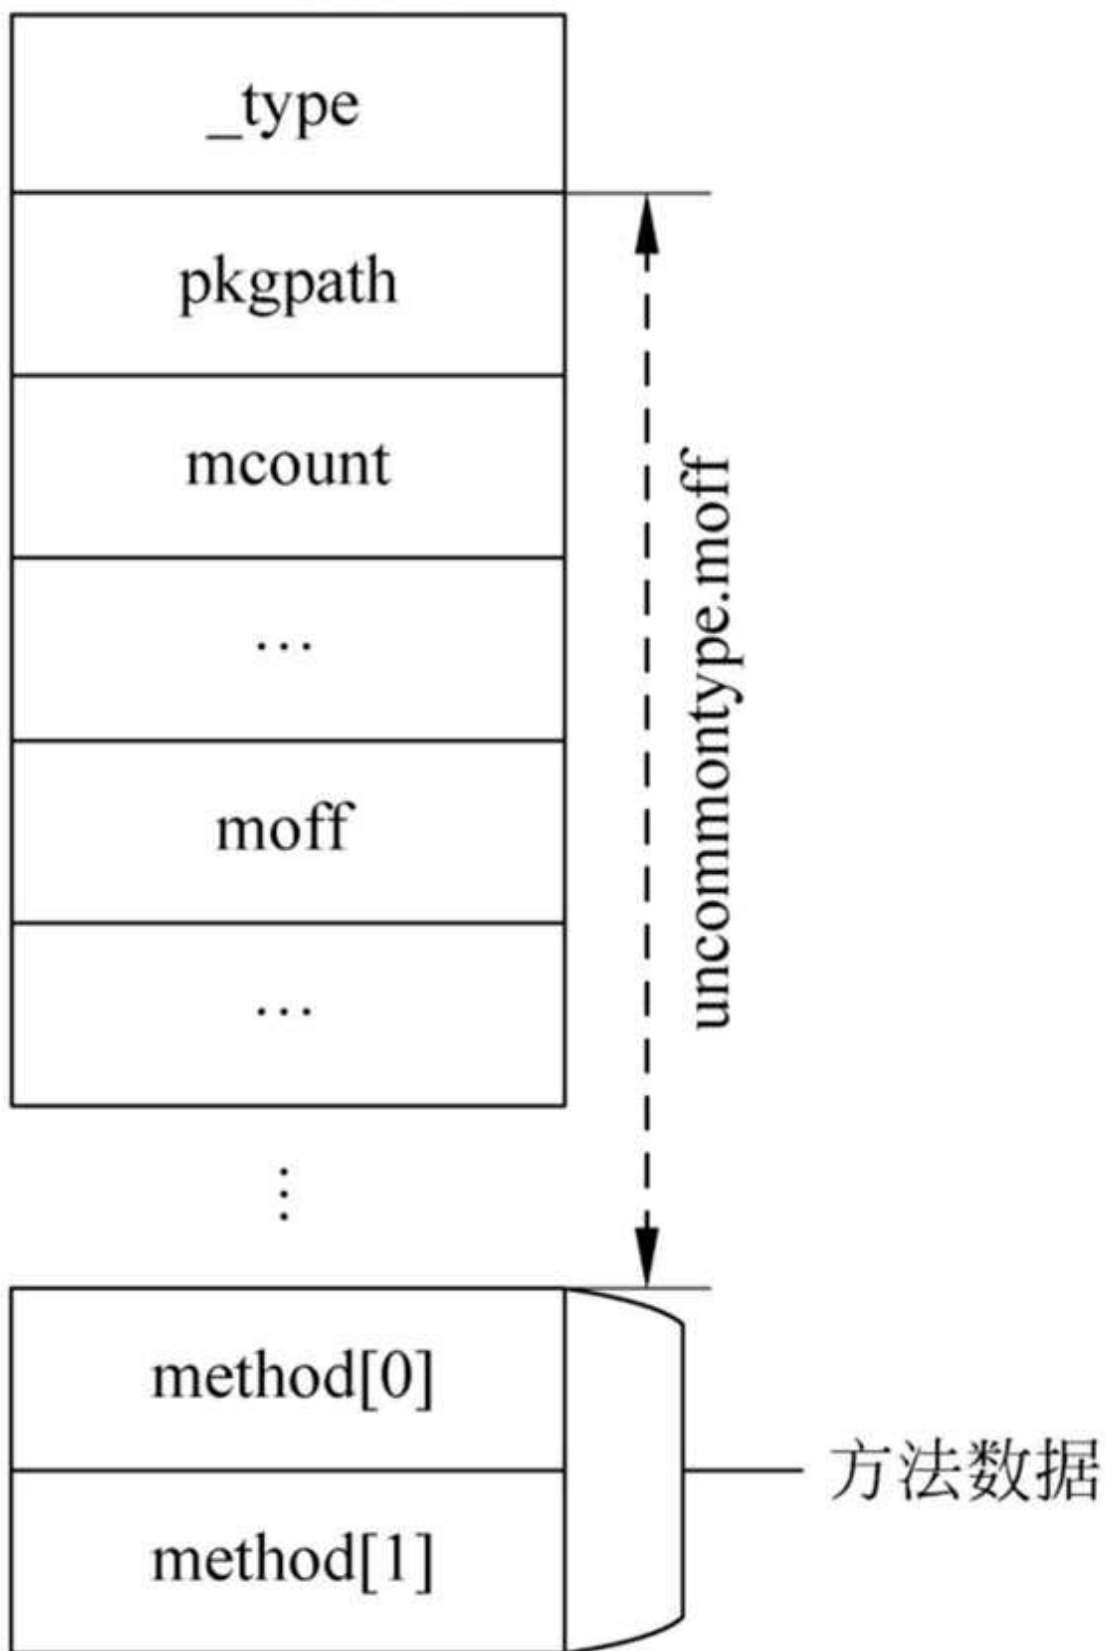 _type
pkgpath
mcount
…
moff
…
⋮
uncommontype.moff
method[0]
method[1]
方法数据